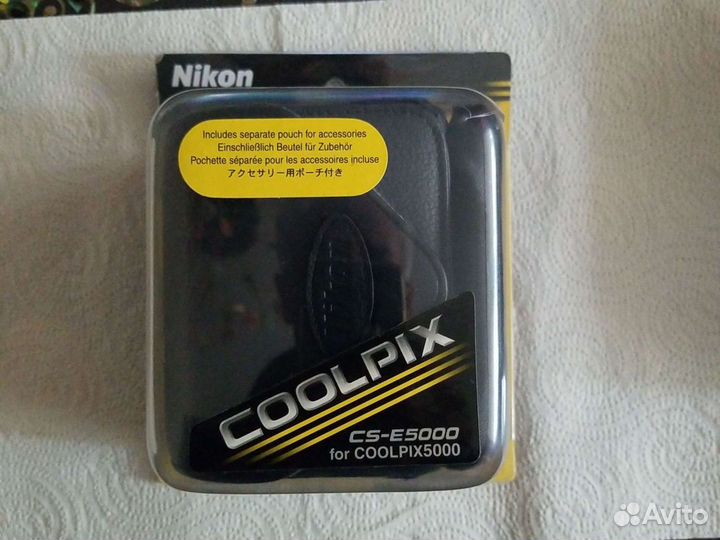 Nikon
Includes separate pouch for accessories
Einschließlich Beutel für Zubehör
Pochette séparée pour les accessoires incluse
アクセサリー用ポーチ付き
COOLPIX
CS-E5000
for COOLPIX5000
Avito